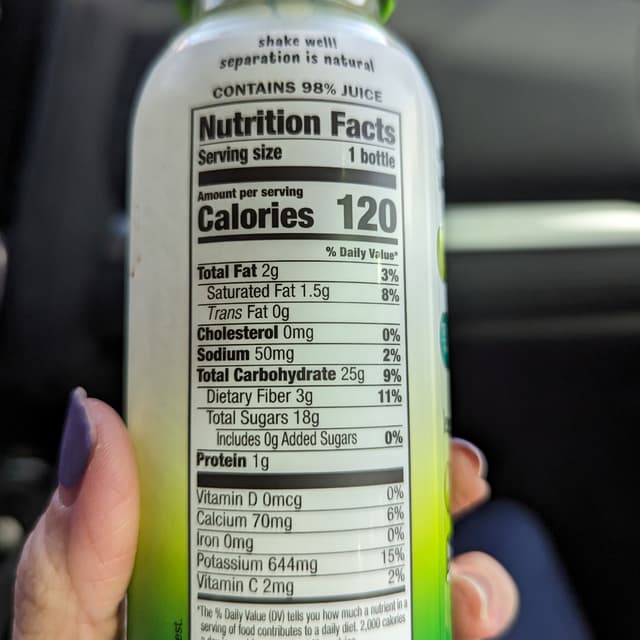 shake well!
separation is natural
CONTAINS 98% JUICE
Nutrition Facts
Serving size 1 bottle
Amount per serving
Calories 120
% Daily Value*
Total Fat 2g 3%
Saturated Fat 1.5g 8%
Trans Fat 0g
Cholesterol 0mg 0%
Sodium 50mg 2%
Total Carbohydrate 25g 9%
Dietary Fiber 3g 11%
Total Sugars 18g
Includes 0g Added Sugars 0%
Protein 1g
Vitamin D 0mcg 0%
Calcium 70mg 6%
Iron 0mg 0%
Potassium 644mg 15%
Vitamin C 2mg 2%
*The % Daily Value (DV) tells you how much a nutrient in a
serving of food contributes to a daily diet. 2,000 calories
est.